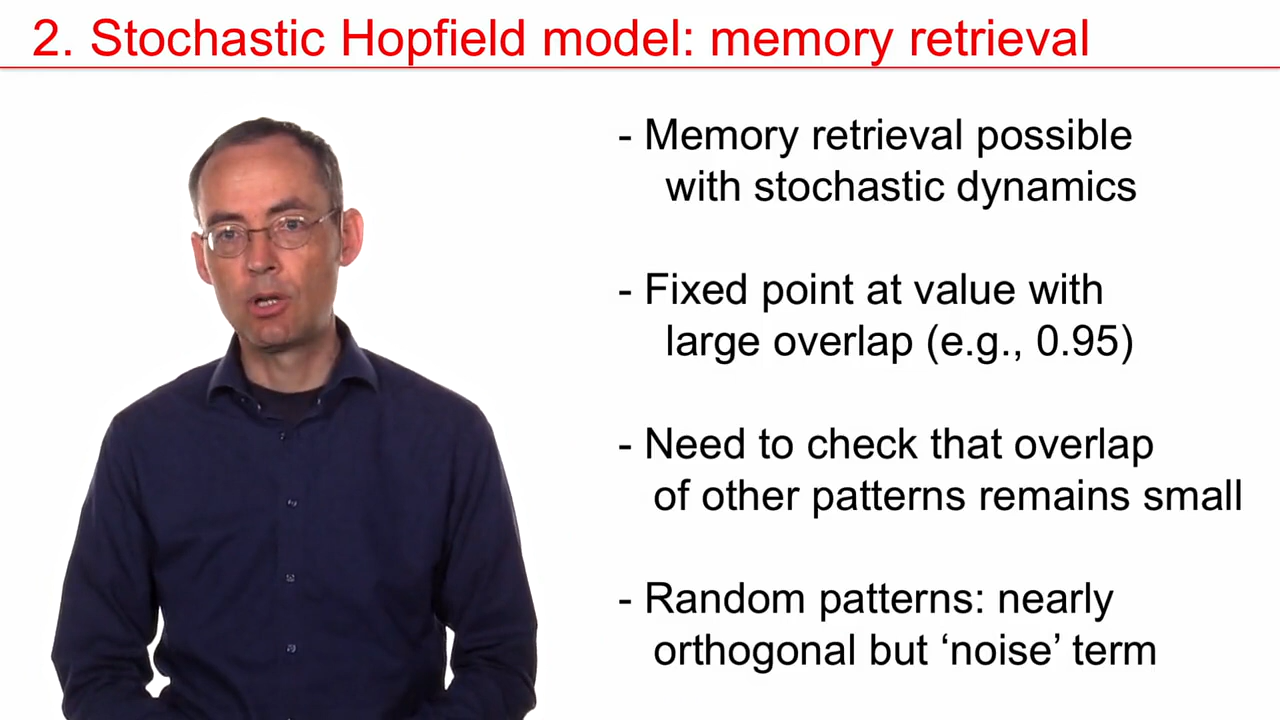 2. Stochastic Hopfield model: memory retrieval
- Memory retrieval possible
with stochastic dynamics
- Fixed point at value with
large overlap (e.g., 0.95)
- Need to check that overlap
of other patterns remains small
- Random patterns: nearly
orthogonal but ‘noise’ term